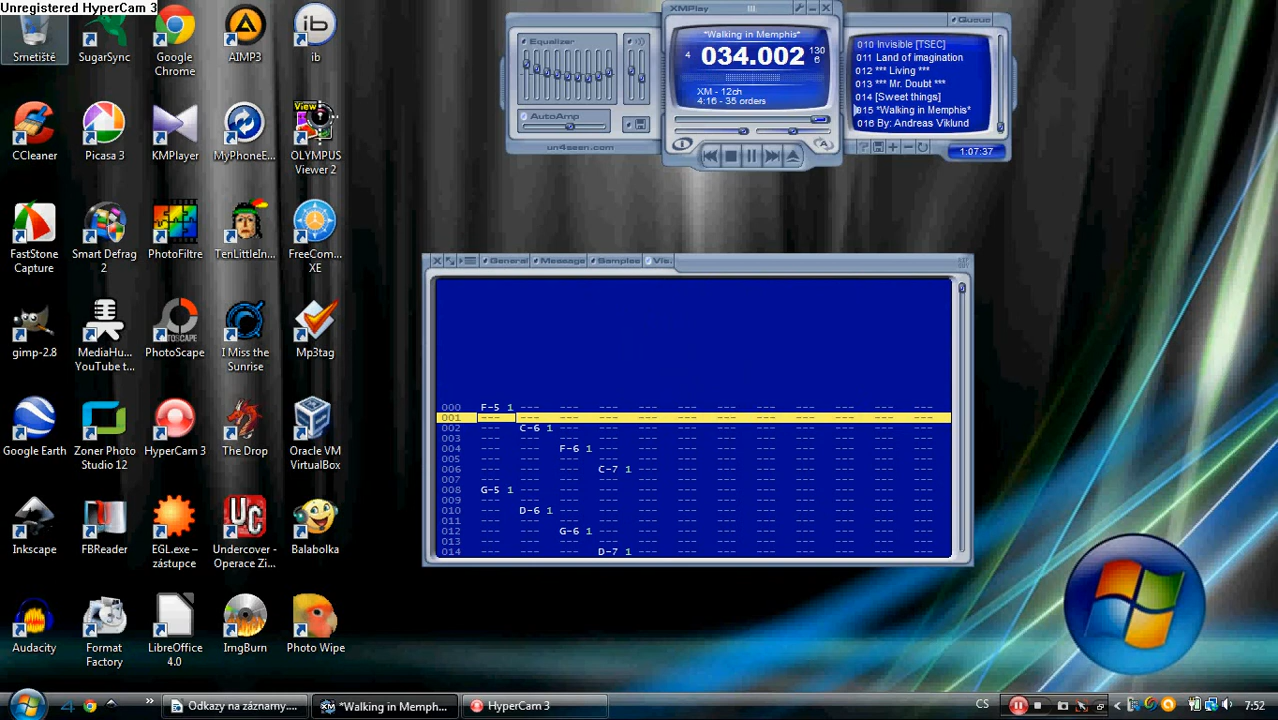 Unregistered HyperCam 3
Smetiště
SugarSync
Google Chrome
AIMP3
ib
CCleaner
Picasa 3
KMPlayer
MyPhoneE...
OLYMPUS Viewer 2
FastStone Capture
Smart Defrag 2
PhotoFiltre
TenLittleIn...
FreeCom... XE
gimp-2.8
MediaHu... YouTube t...
PhotoScape
I Miss the Sunrise
Mp3tag
Google Earth
Zoner Photo Studio 12
HyperCam 3
The Drop
Oracle VM VirtualBox
Inkscape
FBReader
EGL.exe – zástupce
Undercover - Operace Zi...
Balabolka
Audacity
Format Factory
LibreOffice 4.0
ImgBurn
Photo Wipe
Equalizer
AutoAmp
un4seen.com
XMPlay
*Walking in Memphis*
4 034.002 130 6
XM - 12ch
4:16 - 35 orders
Queue
010 Invisible [TSEC]
011 Land of imagination
012 *** Living ***
013 *** Mr. Doubt ***
014 [Sweet things]
015 *Walking in Memphis*
016 By: Andreas Viklund
1:07:37
General Message Samples Vis.
000 F-5 1 --- --- --- --- --- --- --- --- --- --- ---
001 --- --- --- --- --- --- --- --- --- --- --- ---
002 --- C-6 1 --- --- --- --- --- --- --- --- --- ---
003 --- --- --- --- --- --- --- --- --- --- --- ---
004 --- --- F-6 1 --- --- --- --- --- --- --- --- ---
005 --- --- --- --- --- --- --- --- --- --- --- ---
006 --- --- --- C-7 1 --- --- --- --- --- --- --- ---
007 --- --- --- --- --- --- --- --- --- --- --- ---
008 G-5 1 --- --- --- --- --- --- --- --- --- --- ---
009 --- --- --- --- --- --- --- --- --- --- --- ---
010 --- D-6 1 --- --- --- --- --- --- --- --- --- ---
011 --- --- --- --- --- --- --- --- --- --- --- ---
012 --- --- G-6 1 --- --- --- --- --- --- --- --- ---
013 --- --- --- --- --- --- --- --- --- --- --- ---
014 --- --- --- D-7 1 --- --- --- --- --- --- --- ---
Odkazy na záznamy....
*Walking in Memph...
HyperCam 3
CS
7:52